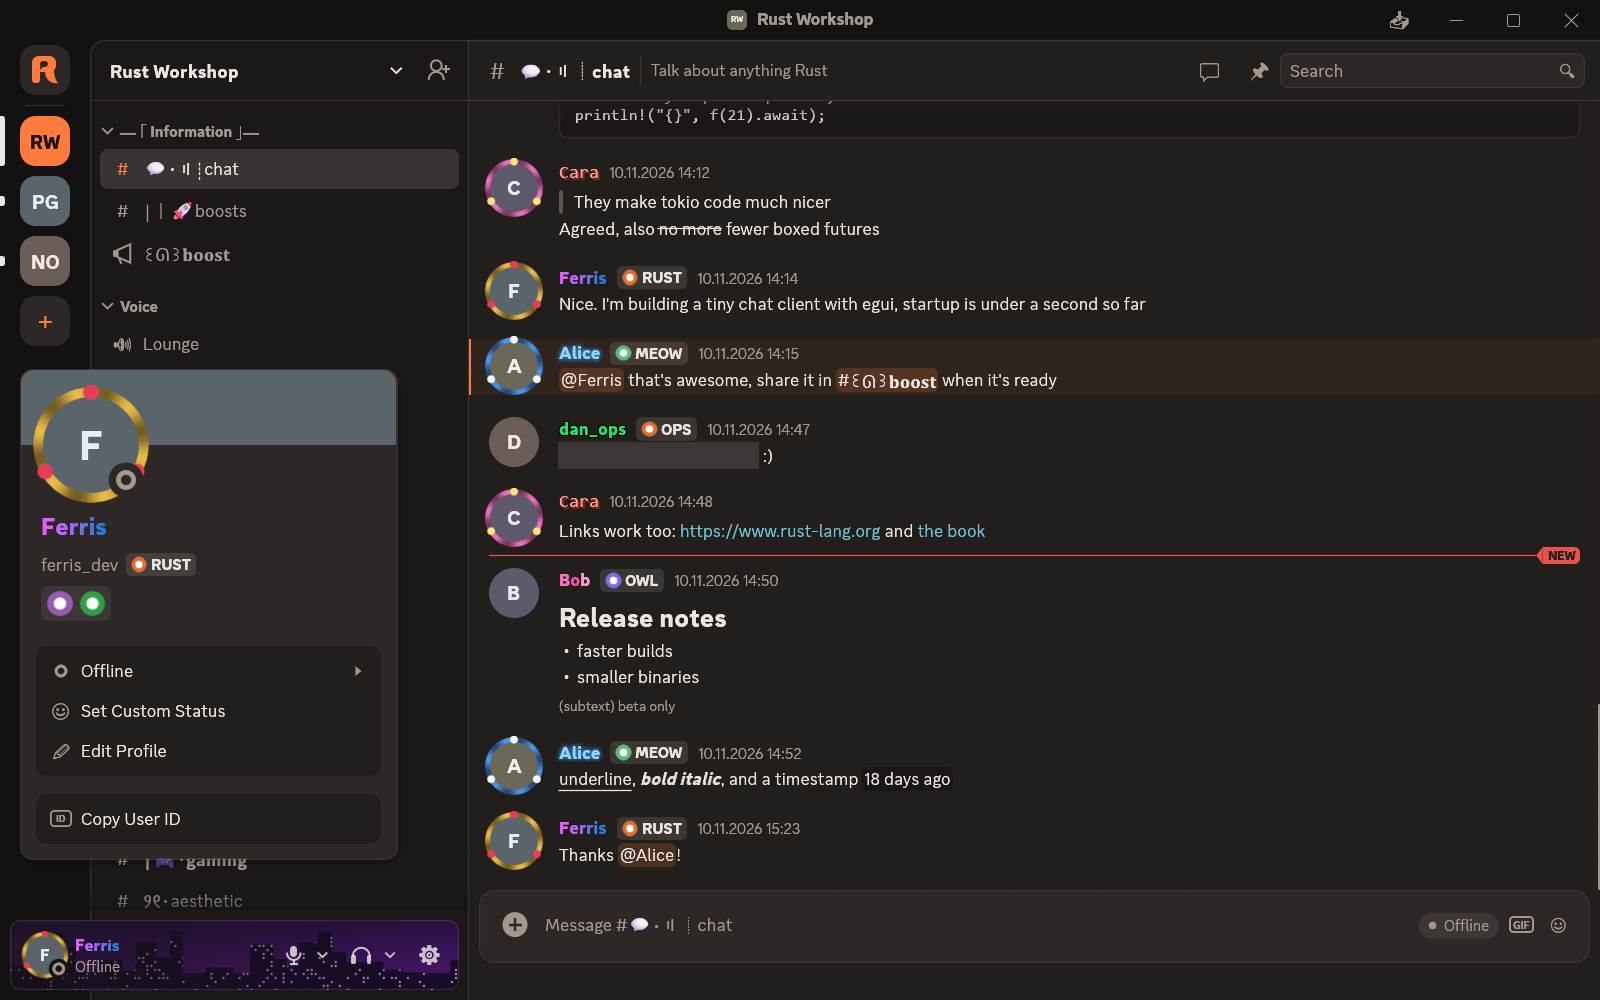 RW Rust Workshop
R
RW
PG
NO
+
Rust Workshop
— ｢ Information ｣—
# 💬・chat
# | | 🚀 boosts
꒰ ᘏ ꒱ boost
Voice
Lounge
F
Ferris
ferris_dev RUST
Offline
Set Custom Status
Edit Profile
ID Copy User ID
# | 🎮・gaming
# ୨୧・aesthetic
F
Ferris
Offline
# 💬・┊chat
Talk about anything Rust
Search
println!("{}", f(21).await);
C
Cara 10.11.2026 14:12
They make tokio code much nicer
Agreed, also no more fewer boxed futures
F
Ferris RUST 10.11.2026 14:14
Nice. I'm building a tiny chat client with egui, startup is under a second so far
A
Alice MEOW 10.11.2026 14:15
@Ferris that's awesome, share it in #꒰ ᘏ ꒱ boost when it's ready
D
dan_ops OPS 10.11.2026 14:47
:)
C
Cara 10.11.2026 14:48
Links work too: https://www.rust-lang.org and the book
NEW
B
Bob OWL 10.11.2026 14:50
Release notes
• faster builds
• smaller binaries
(subtext) beta only
A
Alice MEOW 10.11.2026 14:52
underline, bold italic, and a timestamp 18 days ago
F
Ferris RUST 10.11.2026 15:23
Thanks @Alice!
Message #💬・┊chat
Offline
GIF